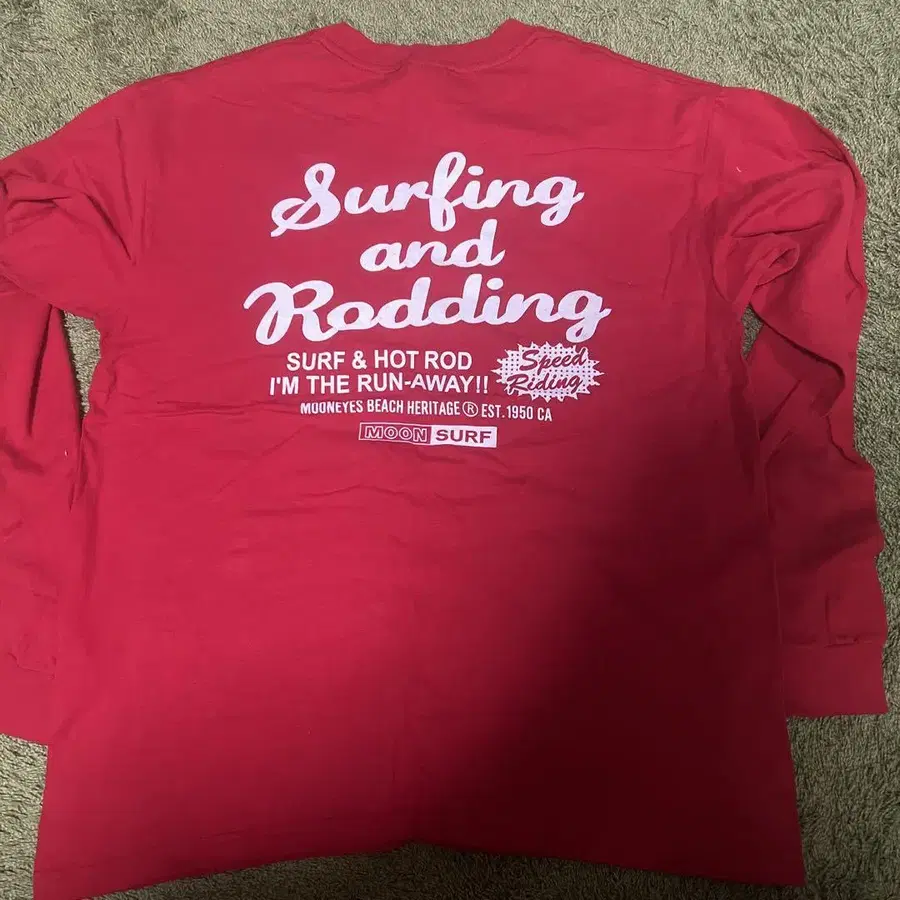 Surfing
and
Rodding
SURF & HOT ROD
I'M THE RUN-AWAY!!
Speed
Riding
MOONEYES BEACH HERITAGE ® EST. 1950 CA
MOON SURF